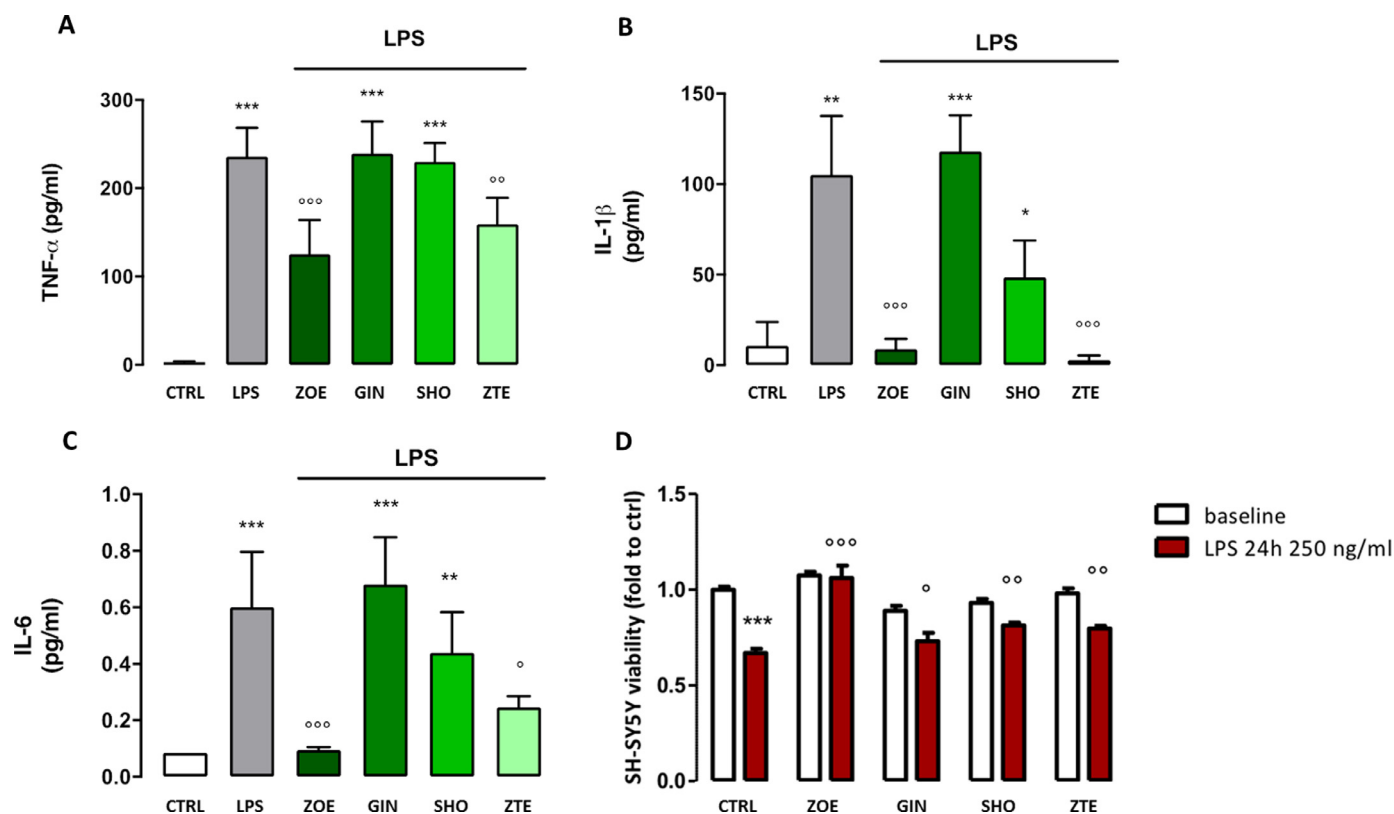 A
LPS
TNF-α (pg/ml)
300
200
100
0
***
°°°
***
***
°°
CTRL LPS ZOE GIN SHO ZTE
B
LPS
IL-1β
(pg/ml)
150
100
50
0
**
°°°
***
*
°°°
CTRL LPS ZOE GIN SHO ZTE
C
LPS
IL-6
(pg/ml)
1.0
0.8
0.6
0.4
0.2
0.0
***
°°°
***
**
°
CTRL LPS ZOE GIN SHO ZTE
D
SH-SY5Y viability (fold to ctrl)
1.5
1.0
0.5
0.0
***
°°°
°
°°
°°
CTRL ZOE GIN SHO ZTE
baseline
LPS 24h 250 ng/ml